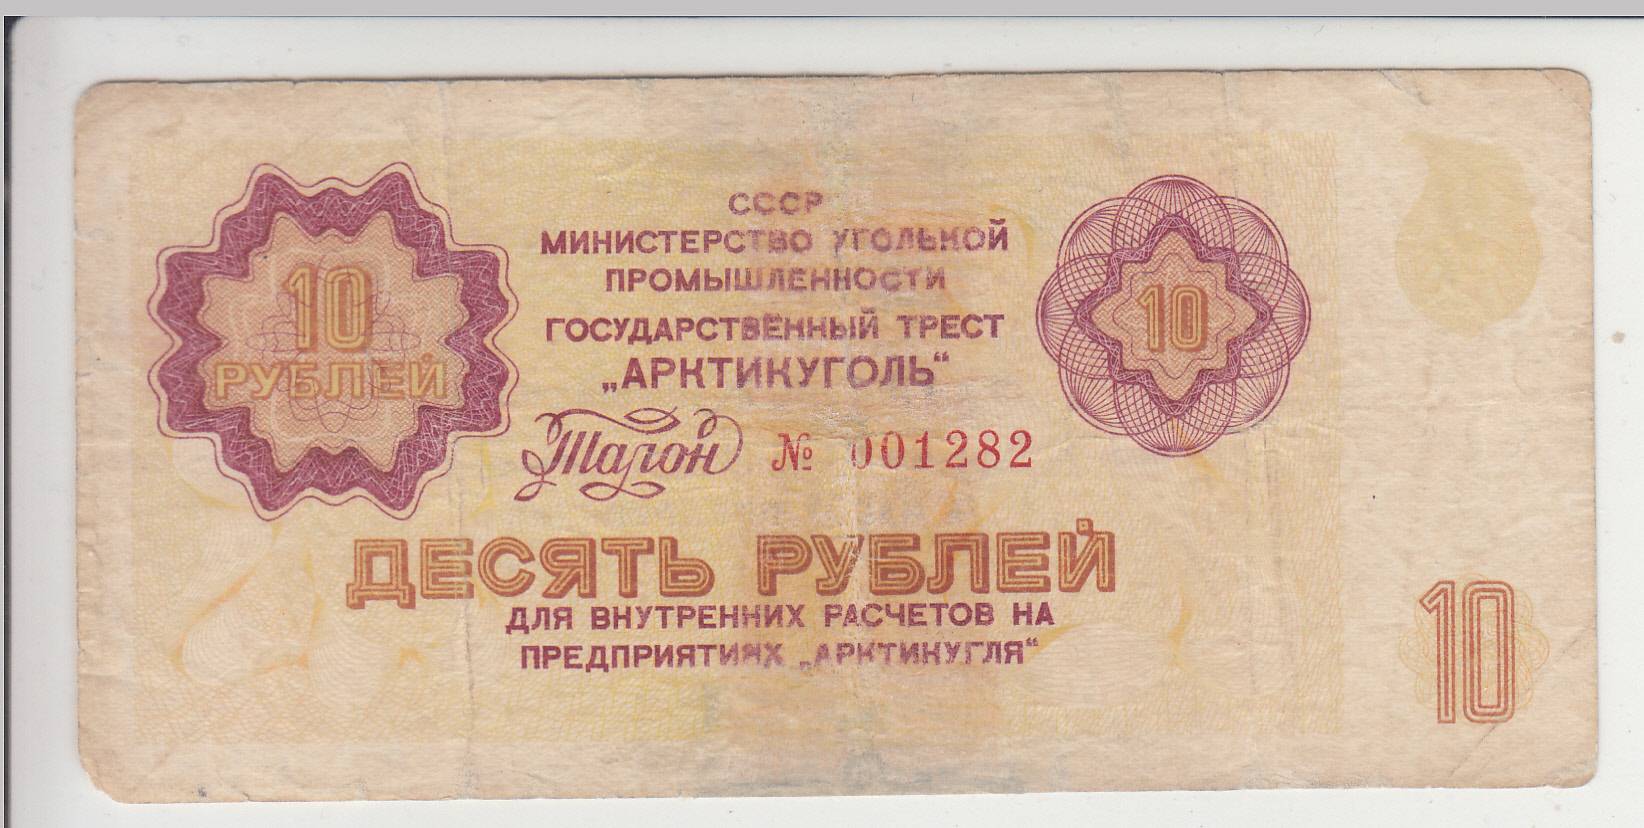 СССР
МИНИСТЕРСТВО УГОЛЬНОЙ
ПРОМЫШЛЕННОСТИ
ГОСУДАРСТВЕННЫЙ ТРЕСТ
„АРКТИКУГОЛЬ“
10
РУБЛЕЙ
10
Талон № 001282
ДЕСЯТЬ РУБЛЕЙ
ДЛЯ ВНУТРЕННИХ РАСЧЕТОВ НА
ПРЕДПРИЯТИЯХ „АРКТИКУГЛЯ“
10